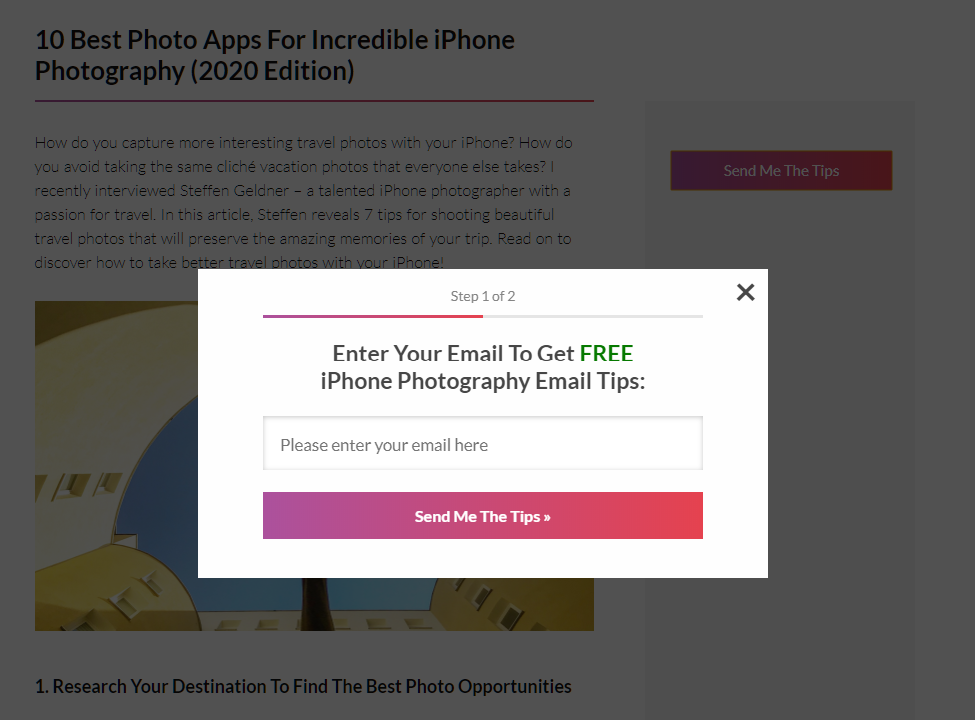 10 Best Photo Apps For Incredible iPhone
Photography (2020 Edition)
How do you capture more interesting travel photos with your iPhone? How do
you avoid taking the same cliché vacation photos that everyone else takes? I
recently interviewed Steffen Geldner – a talented iPhone photographer with a
passion for travel. In this article, Steffen reveals 7 tips for shooting beautiful
travel photos that will preserve the amazing memories of your trip. Read on to
discover how to take better travel photos with your iPhone!
Send Me The Tips
Step 1 of 2
Enter Your Email To Get FREE
iPhone Photography Email Tips:
Please enter your email here
Send Me The Tips »
1. Research Your Destination To Find The Best Photo Opportunities